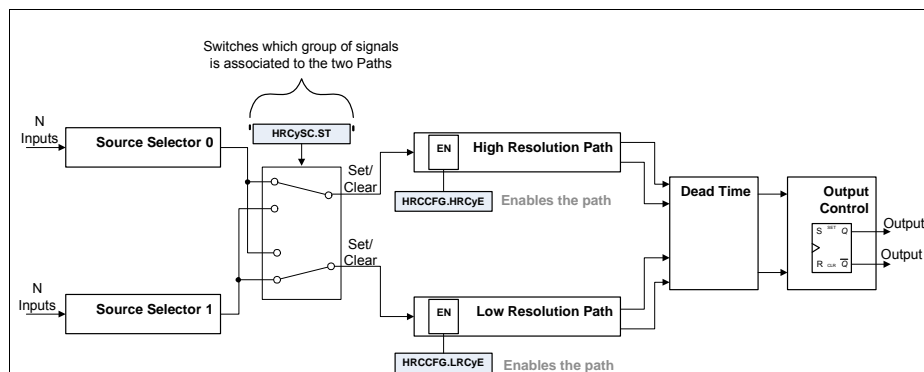 Switches which group of signals
is associated to the two Paths
N
Inputs
Source Selector 0
HRCySC.ST
Set/
Clear
EN
High Resolution Path
HRCCFG.HRCyE
Enables the path
Dead Time
Output
Control
S
SET
Q
R
CLR
Q
Output
Output
N
Inputs
Source Selector 1
Set/
Clear
EN
Low Resolution Path
HRCCFG.LRCyE
Enables the path